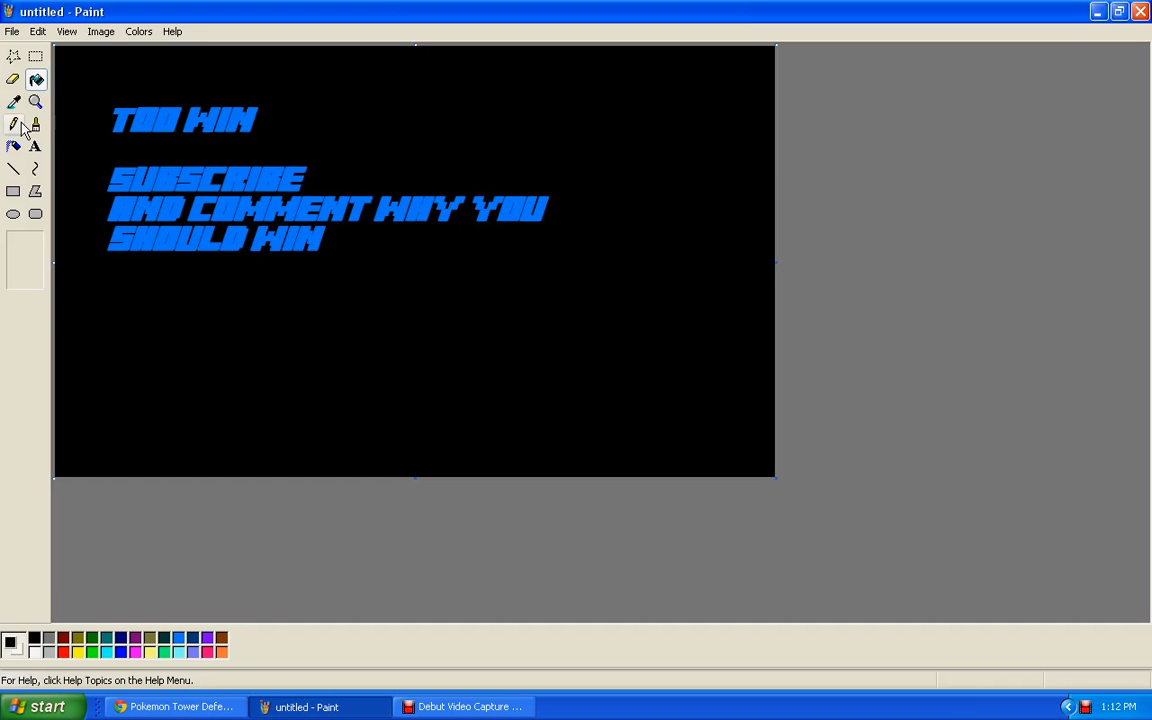 untitled - Paint
File Edit View Image Colors Help
A
TOO WIN
SUBSCRIBE
AND COMMENT WHY YOU
SHOULD WIN
For Help, click Help Topics on the Help Menu.
start
Pokemon Tower Defe...
untitled - Paint
Debut Video Capture ...
1:12 PM